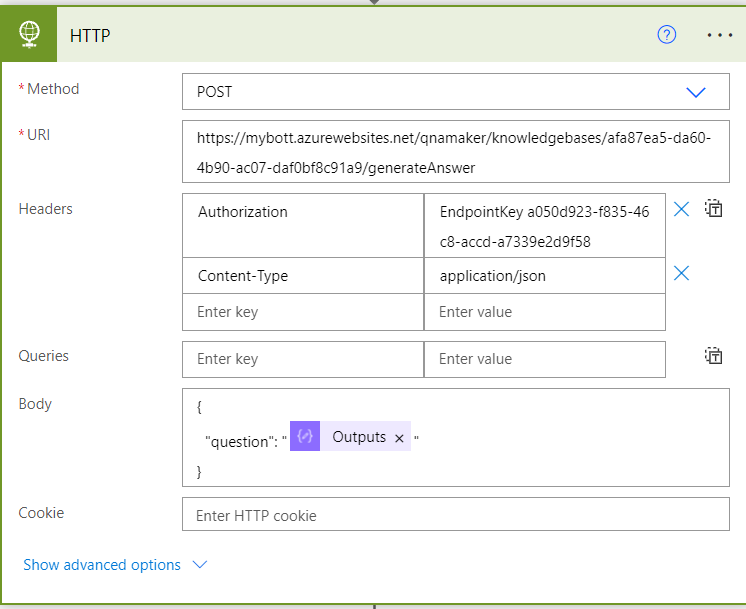 HTTP
* Method
POST
* URI
https://mybott.azurewebsites.net/qnamaker/knowledgebases/afa87ea5-da60-
4b90-ac07-daf0bf8c91a9/generateAnswer
Headers
Authorization
EndpointKey a050d923-f835-46
c8-accd-a7339e2d9f58
Content-Type
application/json
Enter key
Enter value
Queries
Enter key
Enter value
Body
{
"question": " Outputs × "
}
Cookie
Enter HTTP cookie
Show advanced options